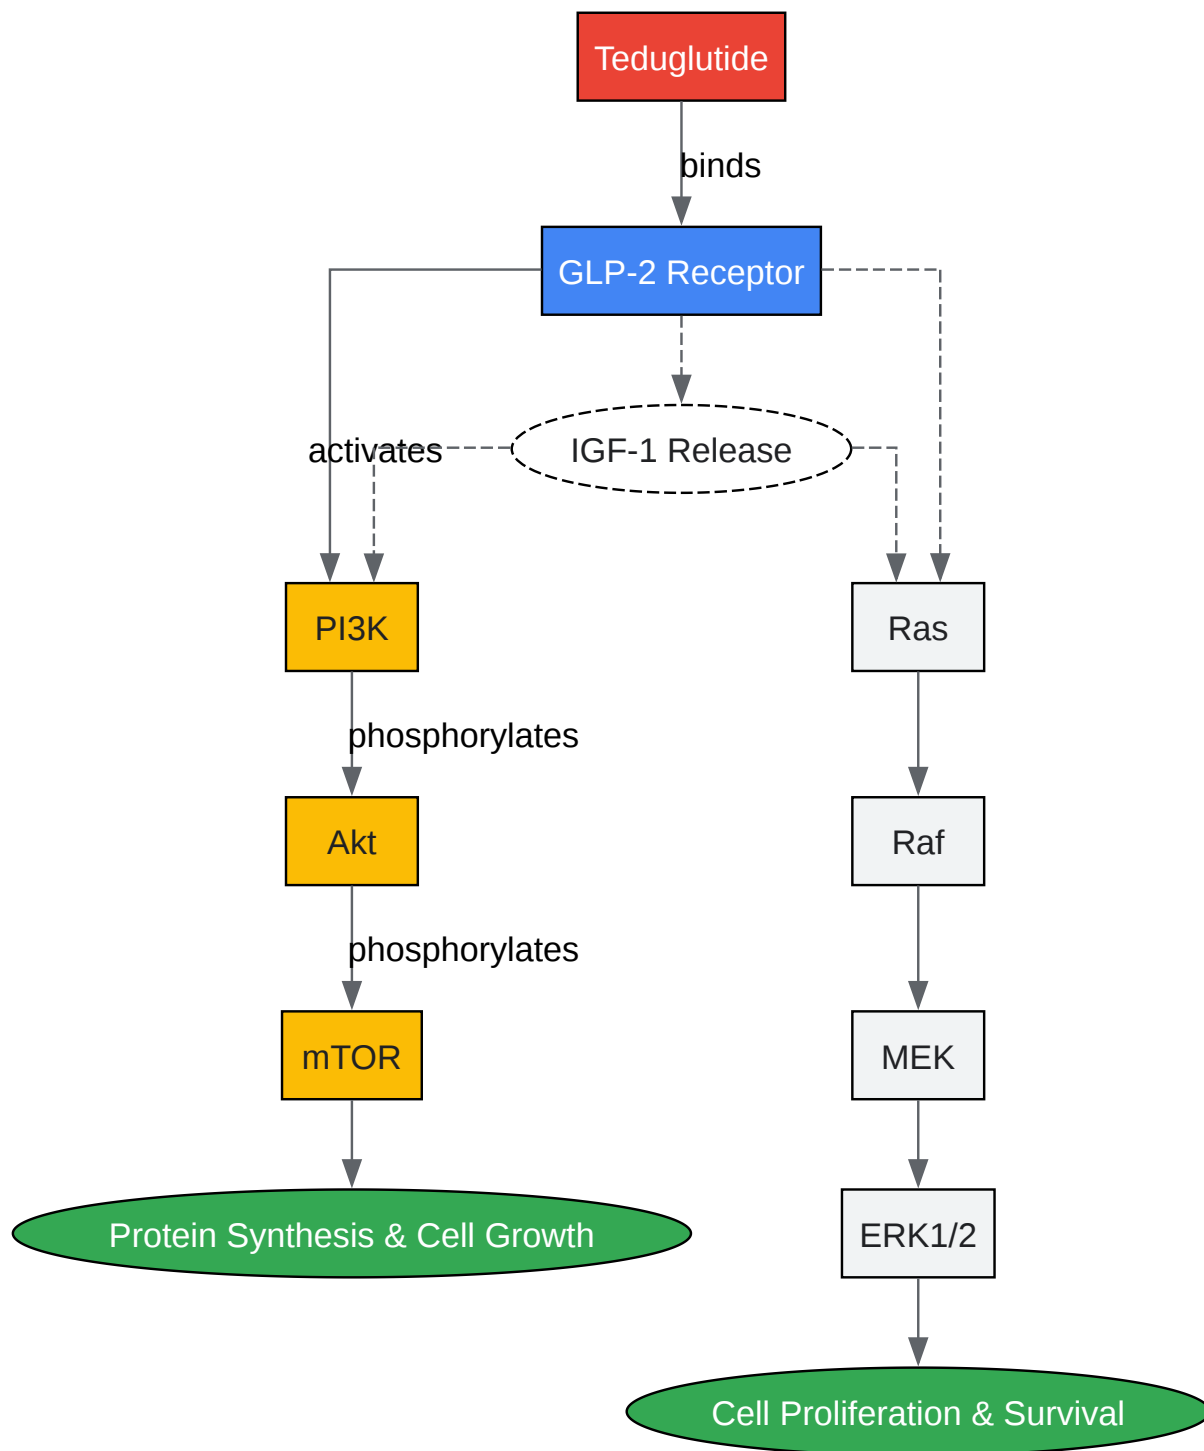 Teduglutide
binds
GLP-2 Receptor
activates
IGF-1 Release
PI3K
Ras
phosphorylates
Akt
Raf
phosphorylates
mTOR
MEK
Protein Synthesis & Cell Growth
ERK1/2
Cell Proliferation & Survival